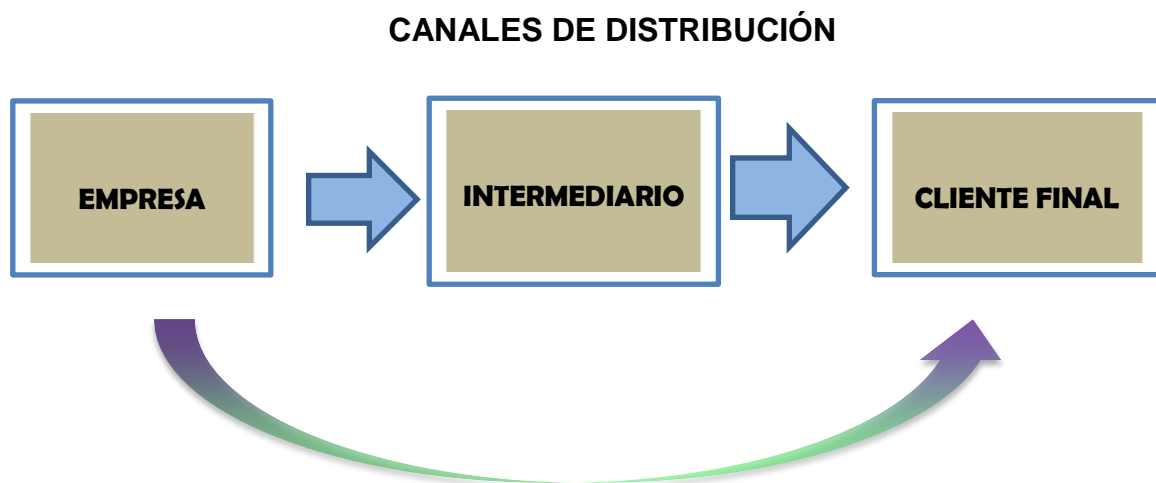 CANALES DE DISTRIBUCIÓN
EMPRESA
INTERMEDIARIO
CLIENTE FINAL